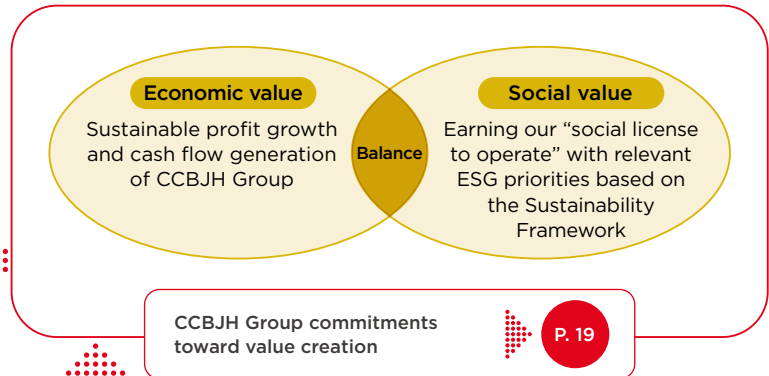 Economic value
Sustainable profit growth
and cash flow generation
of CCBJH Group
Balance
Social value
Earning our “social license
to operate” with relevant
ESG priorities based on
the Sustainability
Framework
CCBJH Group commitments
toward value creation
P. 19